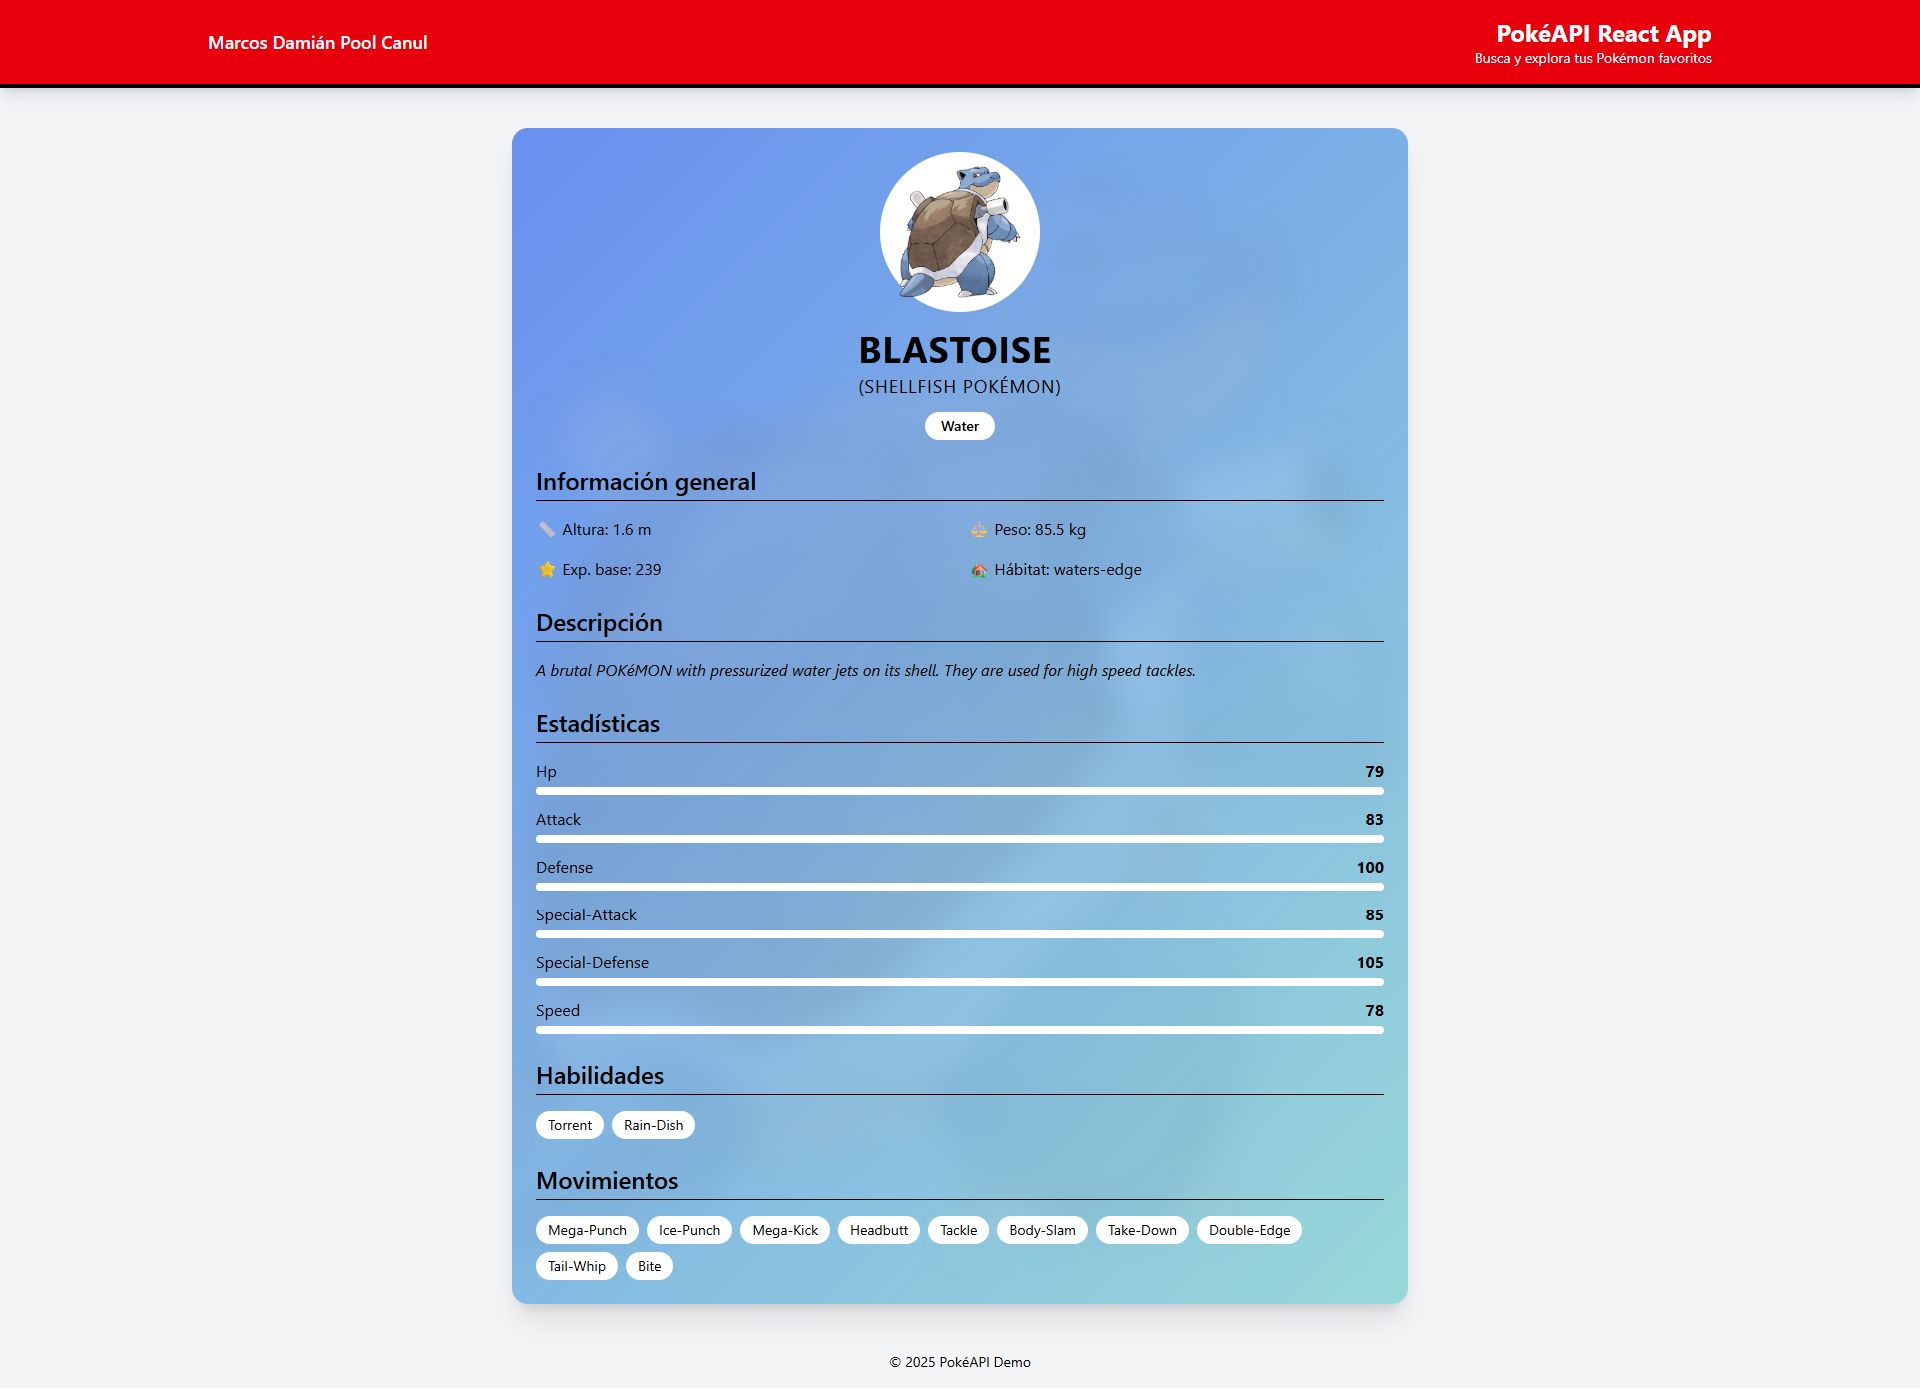 Marcos Damián Pool Canul
PokéAPI React App
Busca y explora tus Pokémon favoritos
BLASTOISE
(SHELLFISH POKÉMON)
Water
Información general
Altura: 1.6 m
Peso: 85.5 kg
Exp. base: 239
Hábitat: waters-edge
Descripción
A brutal POKéMON with pressurized water jets on its shell. They are used for high speed tackles.
Estadísticas
Hp 79
Attack 83
Defense 100
Special-Attack 85
Special-Defense 105
Speed 78
Habilidades
Torrent Rain-Dish
Movimientos
Mega-Punch Ice-Punch Mega-Kick Headbutt Tackle Body-Slam Take-Down Double-Edge
Tail-Whip Bite
© 2025 PokéAPI Demo